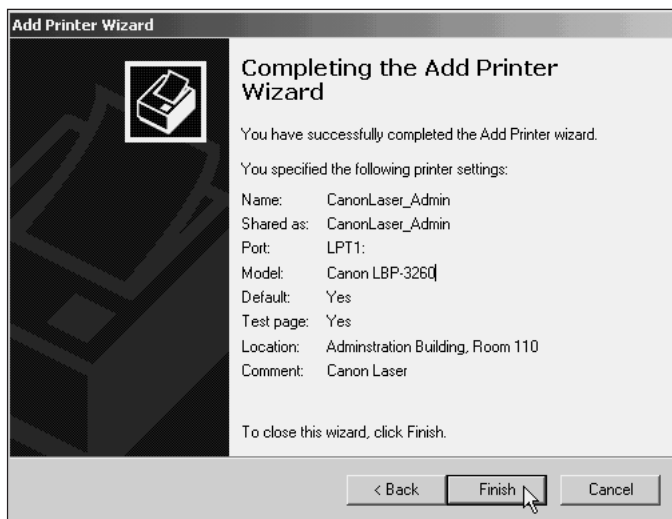 Add Printer Wizard
Completing the Add Printer
Wizard
You have successfully completed the Add Printer wizard.
You specified the following printer settings:
Name: CanonLaser_Admin
Shared as: CanonLaser_Admin
Port: LPT1:
Model: Canon LBP-3260
Default: Yes
Test page: Yes
Location: Adminstration Building, Room 110
Comment: Canon Laser
To close this wizard, click Finish.
< Back Finish Cancel